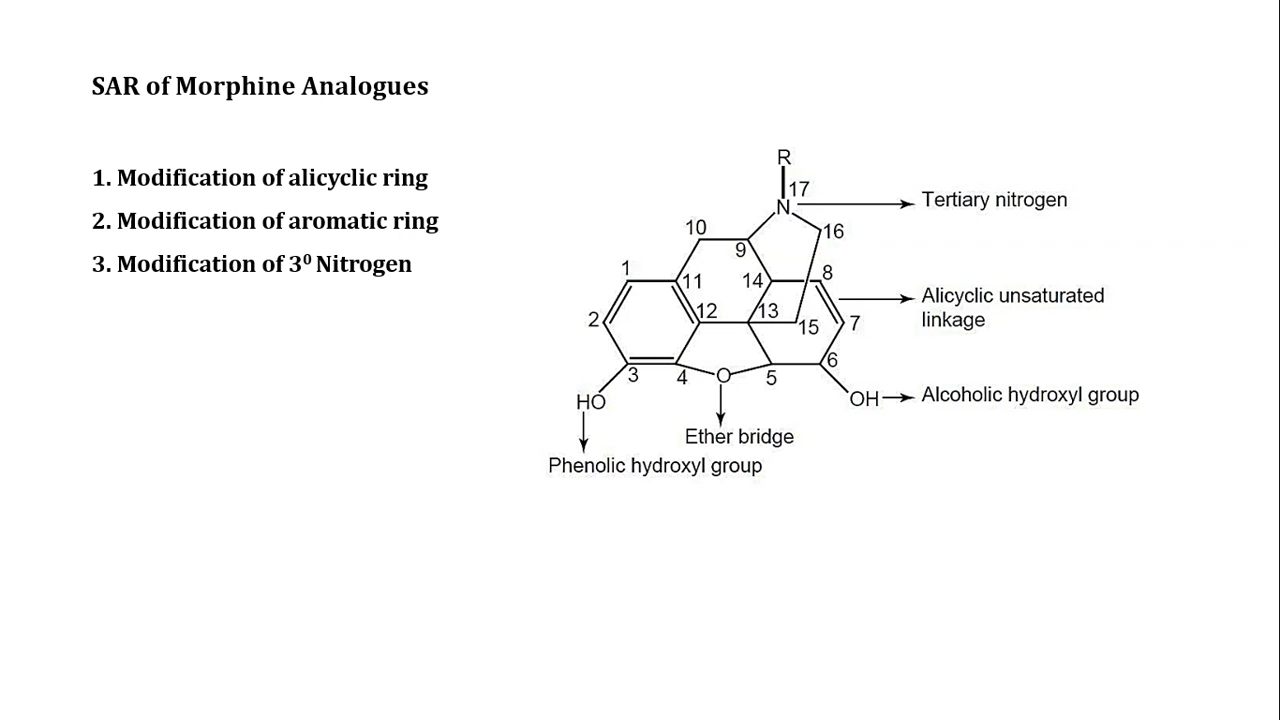 SAR of Morphine Analogues
1. Modification of alicyclic ring
2. Modification of aromatic ring
3. Modification of 3⁰ Nitrogen
R
17
N
Tertiary nitrogen
16
10
9
1
11
14
8
Alicyclic unsaturated
linkage
2
12
13
15
7
6
3
4
O
5
HO
OH
Alcoholic hydroxyl group
Ether bridge
Phenolic hydroxyl group